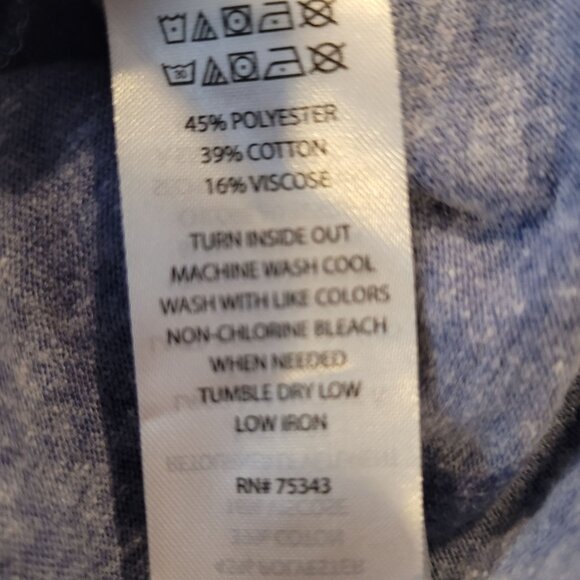 30
45% POLYESTER
39% COTTON
16% VISCOSE
TURN INSIDE OUT
MACHINE WASH COOL
WASH WITH LIKE COLORS
NON-CHLORINE BLEACH
WHEN NEEDED
TUMBLE DRY LOW
LOW IRON
RN# 75343